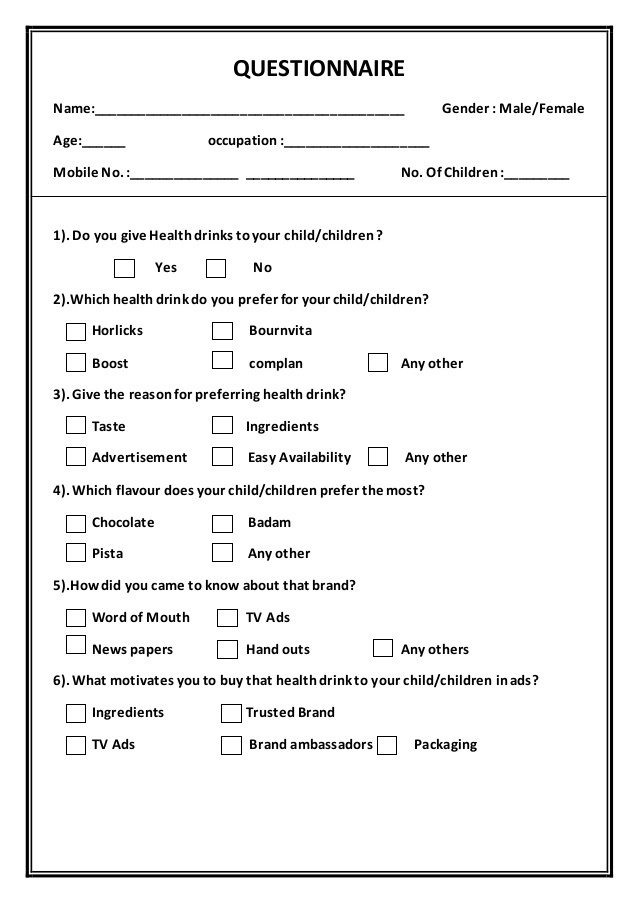 QUESTIONNAIRE
Name:___________________________________________ Gender : Male/Female
Age:______ occupation :____________________
Mobile No. :_______________ _______________ No. Of Children :_________
1). Do you give Health drinks to your child/children ?
Yes No
2).Which health drink do you prefer for your child/children?
Horlicks Bournvita
Boost complan Any other
3). Give the reason for preferring health drink?
Taste Ingredients
Advertisement Easy Availability Any other
4). Which flavour does your child/children prefer the most?
Chocolate Badam
Pista Any other
5).How did you came to know about that brand?
Word of Mouth TV Ads
News papers Hand outs Any others
6). What motivates you to buy that health drink to your child/children in ads?
Ingredients Trusted Brand
TV Ads Brand ambassadors Packaging